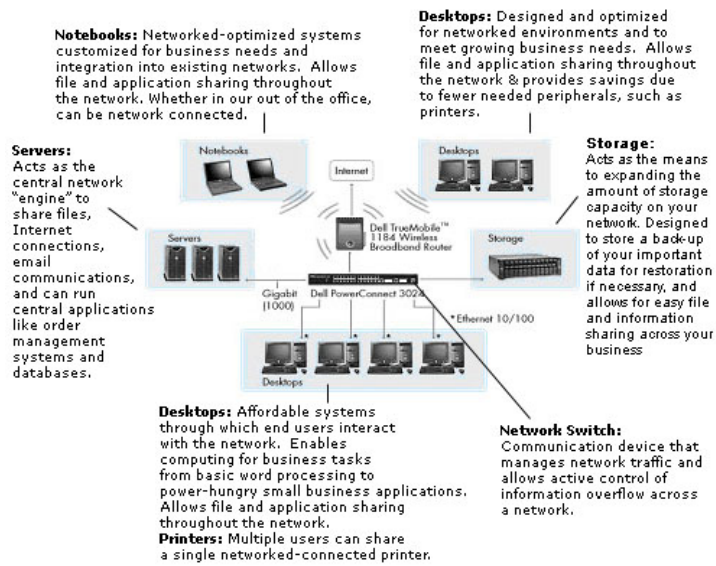 Notebooks: Networked-optimized systems
customized for business needs and
integration into existing networks. Allows
file and application sharing throughout
the network. Whether in our out of the office,
can be network connected.
Desktops: Designed and optimized
for networked environments and to
meet growing business needs. Allows
file and application sharing throughout
the network & provides savings due
to fewer needed peripherals, such as
printers.
Servers:
Acts as the
central network
"engine" to
share files,
Internet
connections,
email
communications,
and can run
central applications
like order
management
systems and
databases.
Notebooks
Internet
Desktops
Dell TrueMobile™
1184 Wireless
Broadband Router
Servers
Storage
Storage:
Acts as the means
to expanding the
amount of storage
capacity on your
network. Designed
to store a back-up
of your important
data for restoration
if necessary, and
allows for easy file
and information
sharing across your
business
Gigabit
(1000)
Dell PowerConnect 3024
*Ethernet 10/100
* * * *
Desktops
Desktops: Affordable systems
through which end users interact
with the network. Enables
computing for business tasks
from basic word processing to
power-hungry small business applications.
Allows file and application sharing
throughout the network.
Printers: Multiple users can share
a single networked-connected printer.
Network Switch:
Communication device that
manages network traffic and
allows active control of
information overflow across
a network.